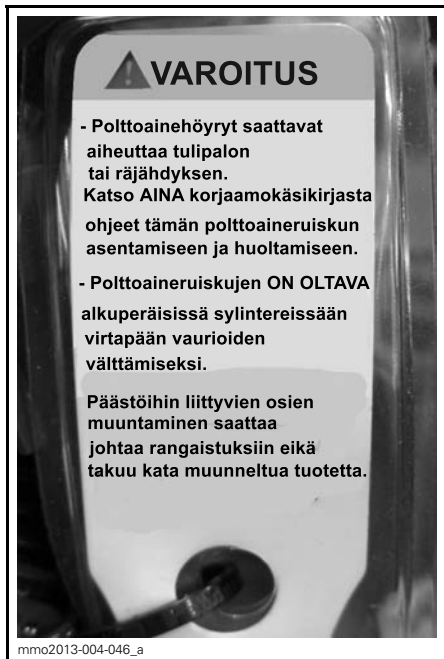 VAROITUS
- Polttoainehöyryt saattavat
aiheuttaa tulipalon
tai räjähdyksen.
Katso AINA korjaamokäsikirjasta
ohjeet tämän polttoaineruiskun
asentamiseen ja huoltamiseen.
- Polttoaineruiskujen ON OLTAVA
alkuperäisissä sylintereissään
virtapään vaurioiden
välttämiseksi.
Päästöihin liittyvien osien
muuntaminen saattaa
johtaa rangaistuksiin eikä
takuu kata muunneltua tuotetta.
mmo2013-004-046_a